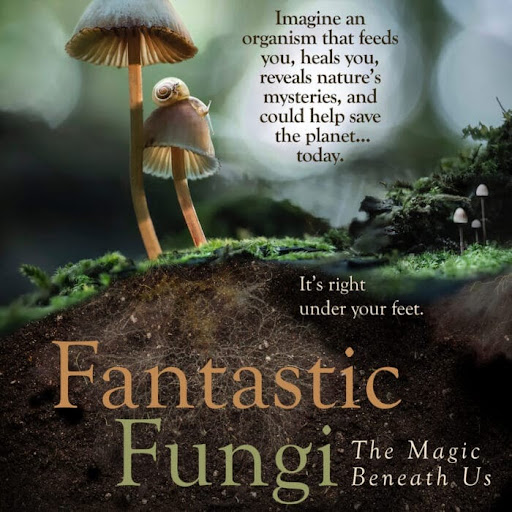 Imagine an
organism that feeds
you, heals you,
reveals nature's
mysteries, and
could help save
the planet...
today.
It's right
under your feet.
Fantastic
Fungi
The Magic
Beneath Us